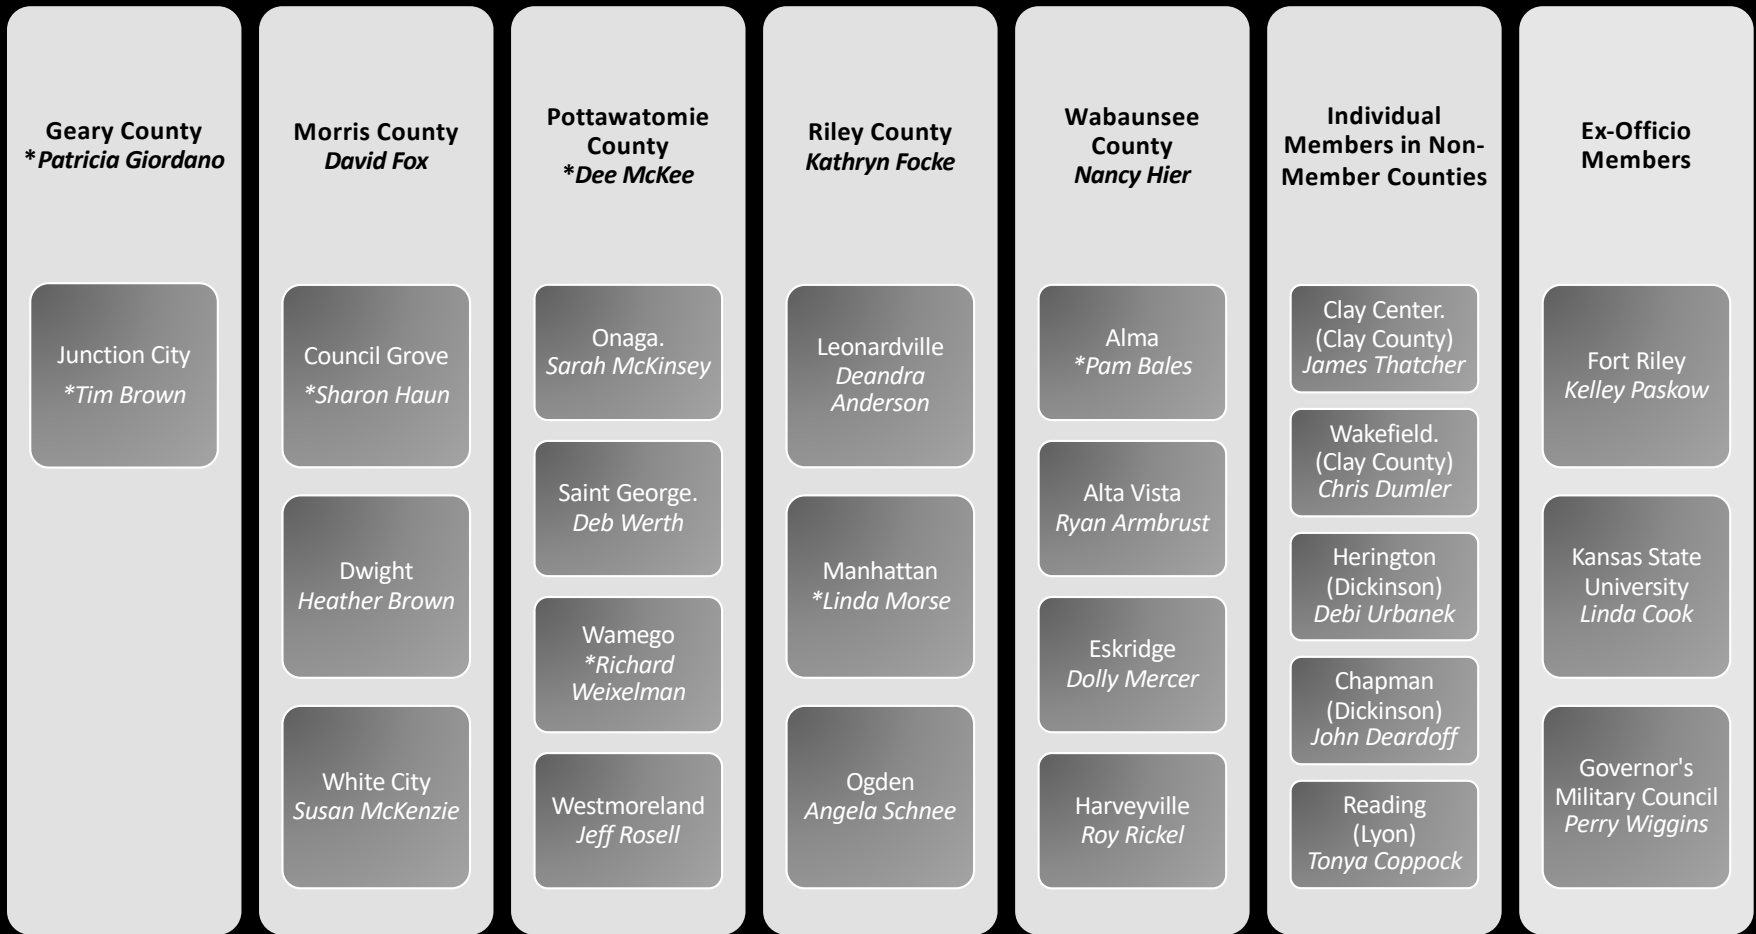 Geary County
*Patricia Giordano
Junction City
*Tim Brown
Morris County
David Fox
Council Grove
*Sharon Haun
Dwight
Heather Brown
White City
Susan McKenzie
Pottawatomie
County
*Dee McKee
Onaga.
Sarah McKinsey
Saint George.
Deb Werth
Wamego
*Richard
Weixelman
Westmoreland
Jeff Rosell
Riley County
Kathryn Focke
Leonardville
Deandra
Anderson
Manhattan
*Linda Morse
Ogden
Angela Schnee
Wabaunsee
County
Nancy Hier
Alma
*Pam Bales
Alta Vista
Ryan Armbrust
Eskridge
Dolly Mercer
Harveyville
Roy Rickel
Individual
Members in Non-
Member Counties
Clay Center.
(Clay County)
James Thatcher
Wakefield.
(Clay County)
Chris Dumler
Herington
(Dickinson)
Debi Urbanek
Chapman
(Dickinson)
John Deardoff
Reading
(Lyon)
Tonya Coppock
Ex-Officio
Members
Fort Riley
Kelley Paskow
Kansas State
University
Linda Cook
Governor's
Military Council
Perry Wiggins